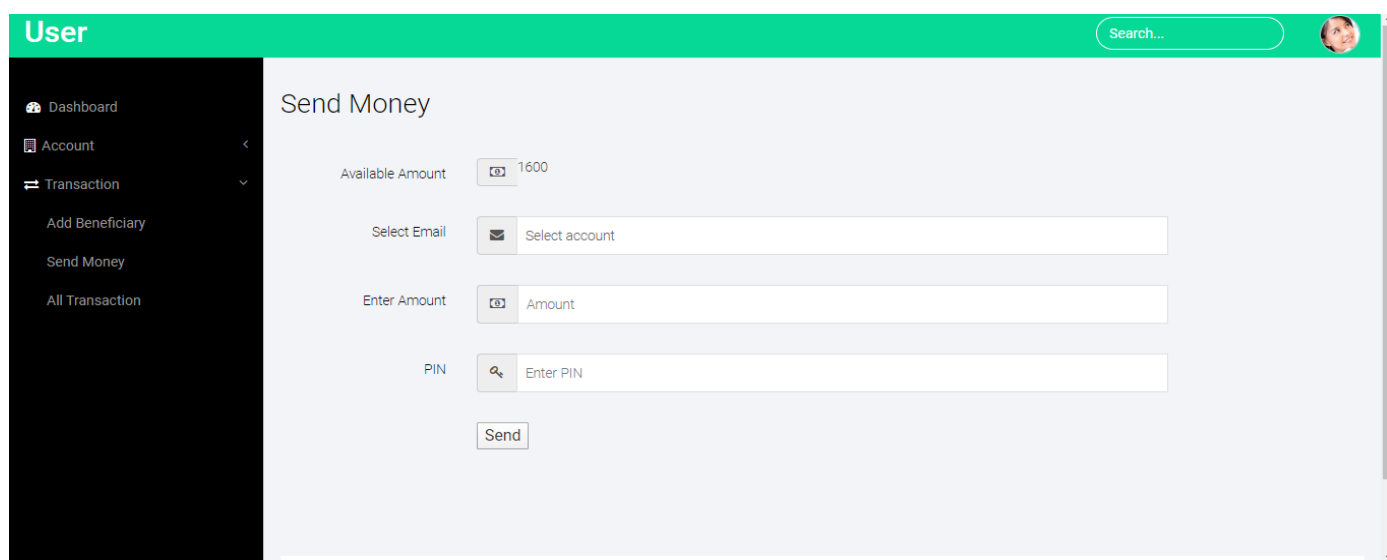 User
Search...
Dashboard
Account
Transaction
Add Beneficiary
Send Money
All Transaction
Send Money
Available Amount 1600
Select Email Select account
Enter Amount Amount
PIN Enter PIN
Send